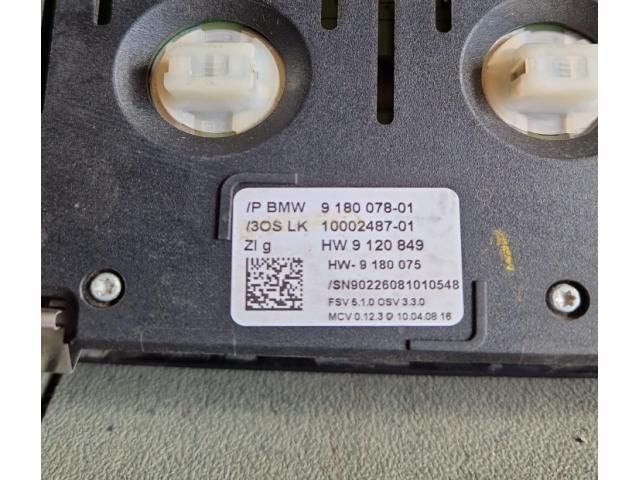 /P BMW 9 180 078-01
/3OS LK 10002487-01
ZI g HW 9 120 849
HW- 9 180 075
/SN90226081010548
FSV 5.1.0 OSV 3.3.0
MCV 0.12.3 D 10.04.08 16